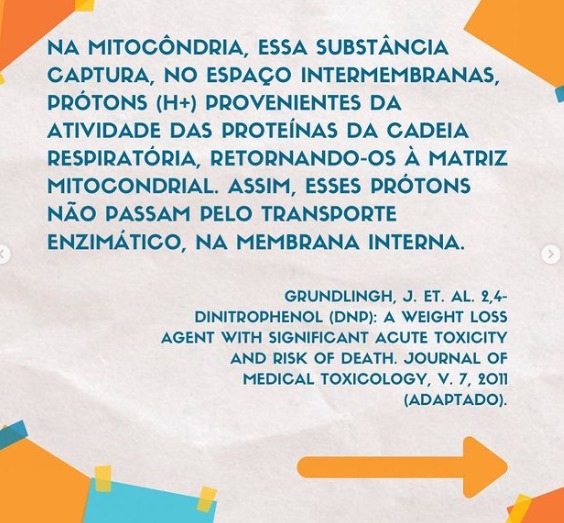 NA MITOCÔNDRIA, ESSA SUBSTÂNCIA
CAPTURA, NO ESPAÇO INTERMEMBRANAS,
PRÓTONS (H+) PROVENIENTES DA
ATIVIDADE DAS PROTEÍNAS DA CADEIA
RESPIRATÓRIA, RETORNANDO-OS À MATRIZ
MITOCONDRIAL. ASSIM, ESSES PRÓTONS
NÃO PASSAM PELO TRANSPORTE
ENZIMÁTICO, NA MEMBRANA INTERNA.
GRUNDLINGH, J. ET. AL. 2,4-
DINITROPHENOL (DNP): A WEIGHT LOSS
AGENT WITH SIGNIFICANT ACUTE TOXICITY
AND RISK OF DEATH. JOURNAL OF
MEDICAL TOXICOLOGY, V. 7, 2011
(ADAPTADO).